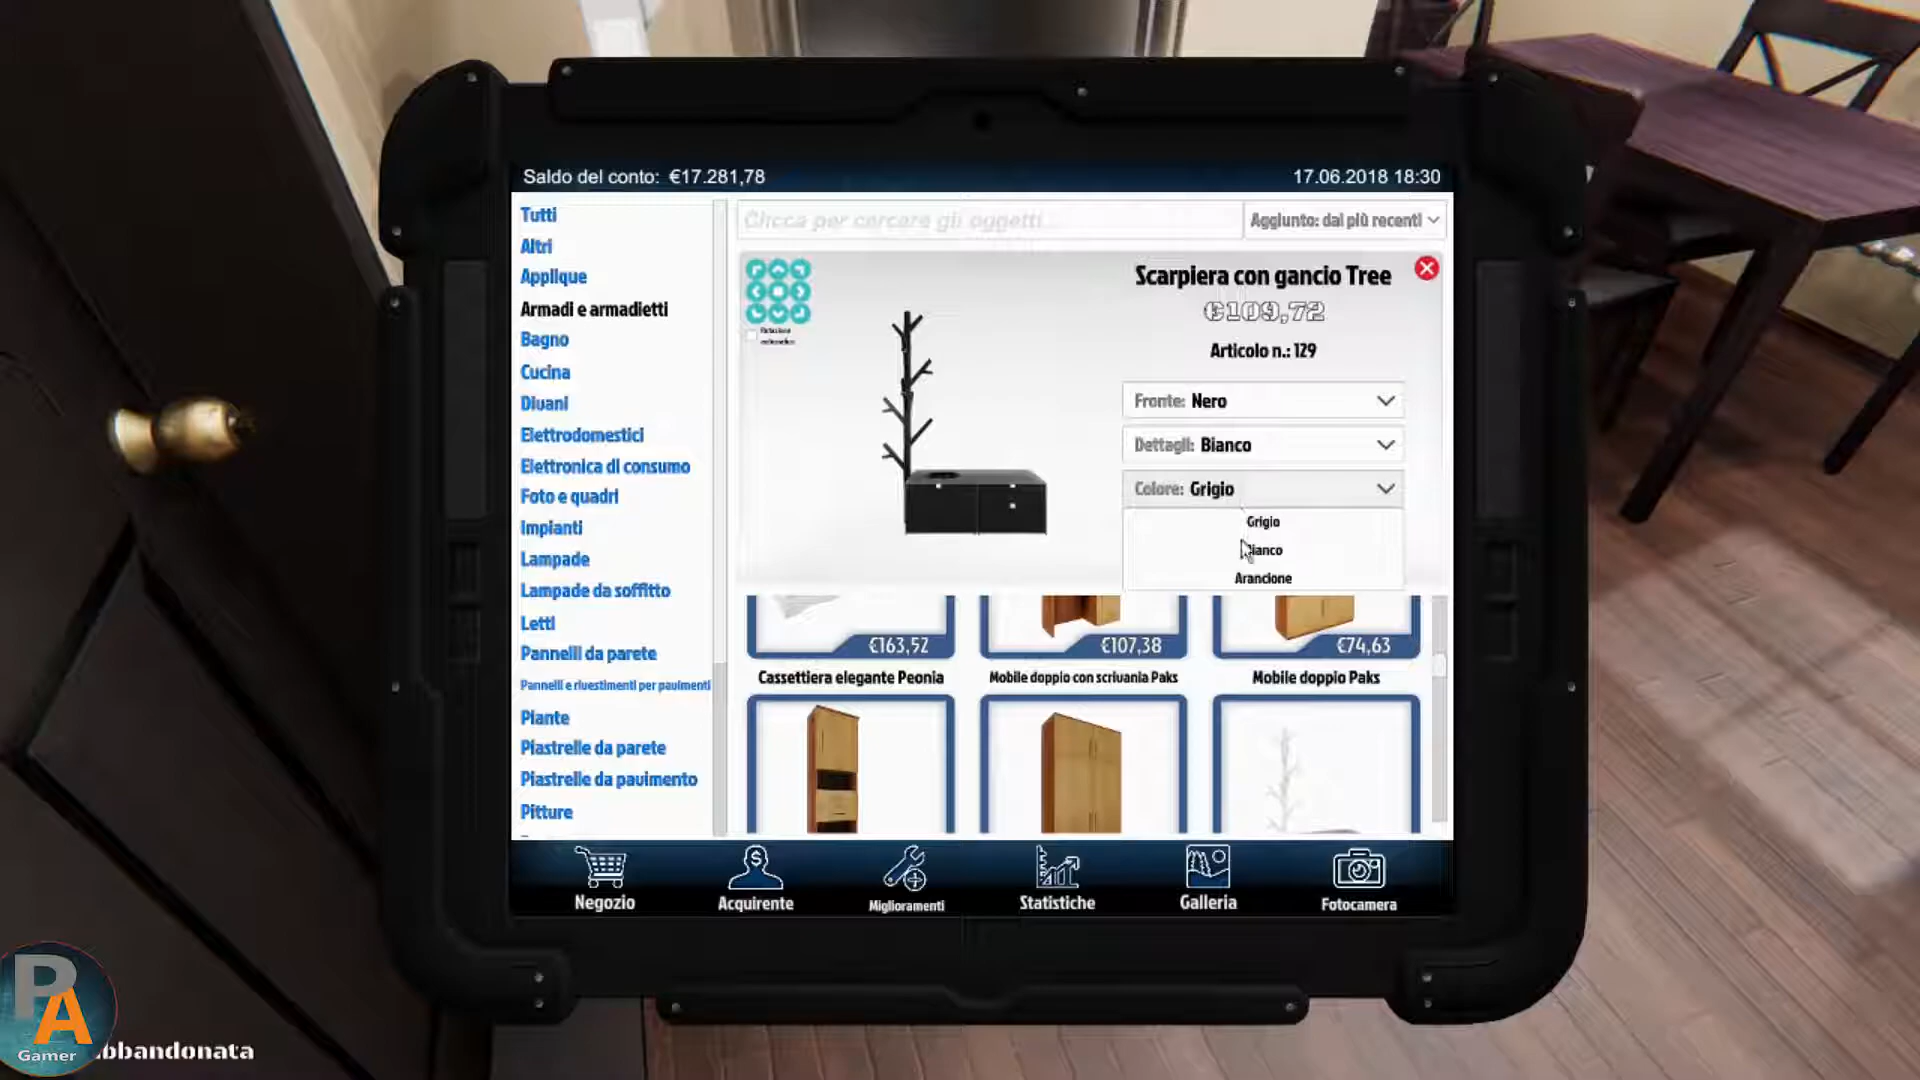 Saldo del conto: €17.281,78
17.06.2018 18:30
Tutti
Altri
Applique
Armadi e armadietti
Bagno
Cucina
Divani
Elettrodomestici
Elettronica di consumo
Foto e quadri
Impianti
Lampade
Lampade da soffitto
Letti
Pannelli da parete
Pannelli e rivestimenti per pavimenti
Piante
Piastrelle da parete
Piastrelle da pavimento
Pitture
Clicca per cercare gli oggetti...
Aggiunto: dai più recenti
Scarpiera con gancio Tree
€109,72
Articolo n.: 129
Fronte: Nero
Dettagli: Bianco
Colore: Grigio
Grigio
Bianco
Arancione
€163,52
€107,38
€74,63
Cassettiera elegante Peonia
Mobile doppio con scrivania Paks
Mobile doppio Paks
Negozio
Acquirente
Miglioramenti
Statistiche
Galleria
Fotocamera
PA
Gamer
bbandonata